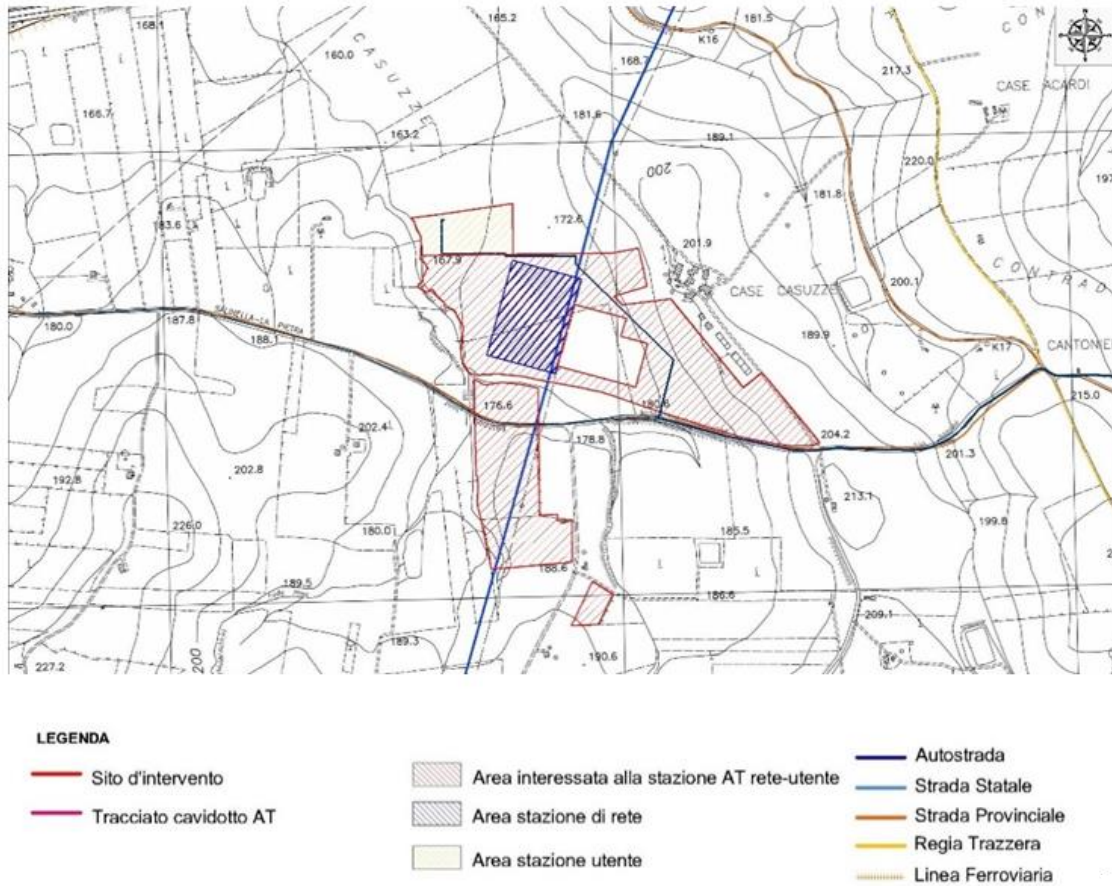 165.2
181.5
168.1
K16
CON
160.0
CASUZZE
168.7
217.3
CASE ACARDI
166.7
181.6
163.2
189.1
220.0
200
181.8
183.6
172.6
201.9
167.9
CASE CASUZZE
200.1
CONTRAD
180.0
187.8
SALINELLA-LA PIETRA
188.1
189.9
K17
CANTONIE
176.6
180.6
215.0
202.4
178.8
204.2
201.3
192.8
202.8
213.1
226.0
180.0
185.5
199.8
188.6
189.5
186.6
209.1
189.3
200
190.6
227.2
LEGENDA
Sito d'intervento
Tracciato cavidotto AT
Area interessata alla stazione AT rete-utente
Area stazione di rete
Area stazione utente
Autostrada
Strada Statale
Strada Provinciale
Regia Trazzera
Linea Ferroviaria